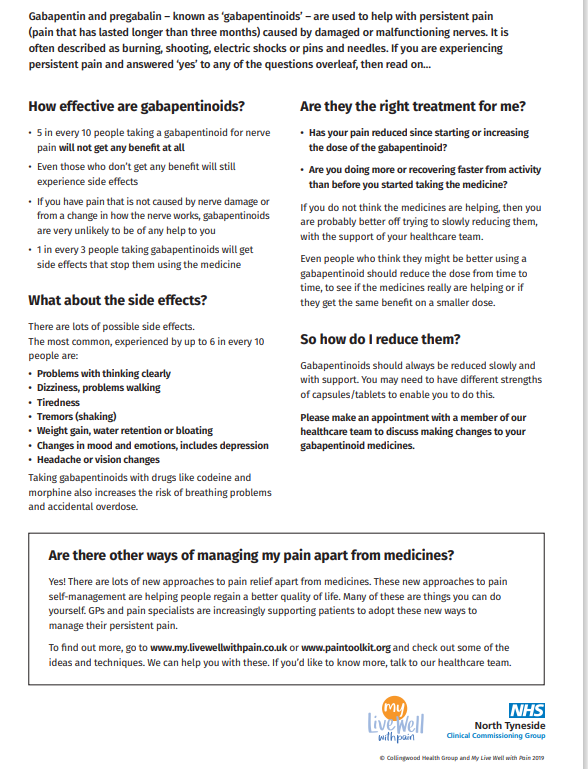 Gabapentin and pregabalin – known as ‘gabapentinoids’ – are used to help with persistent pain
(pain that has lasted longer than three months) caused by damaged or malfunctioning nerves. It is
often described as burning, shooting, electric shocks or pins and needles. If you are experiencing
persistent pain and answered ‘yes’ to any of the questions overleaf, then read on...
How effective are gabapentinoids?
• 5 in every 10 people taking a gabapentinoid for nerve
pain will not get any benefit at all
• Even those who don’t get any benefit will still
experience side effects
• If you have pain that is not caused by nerve damage or
from a change in how the nerve works, gabapentinoids
are very unlikely to be of any help to you
• 1 in every 3 people taking gabapentinoids will get
side effects that stop them using the medicine
What about the side effects?
There are lots of possible side effects.
The most common, experienced by up to 6 in every 10
people are:
• Problems with thinking clearly
• Dizziness, problems walking
• Tiredness
• Tremors (shaking)
• Weight gain, water retention or bloating
• Changes in mood and emotions, includes depression
• Headache or vision changes
Taking gabapentinoids with drugs like codeine and
morphine also increases the risk of breathing problems
and accidental overdose.
Are they the right treatment for me?
• Has your pain reduced since starting or increasing
the dose of the gabapentinoid?
• Are you doing more or recovering faster from activity
than before you started taking the medicine?
If you do not think the medicines are helping, then you
are probably better off trying to slowly reducing them,
with the support of your healthcare team.
Even people who think they might be better using a
gabapentinoid should reduce the dose from time to
time, to see if the medicines really are helping or if
they get the same benefit on a smaller dose.
So how do I reduce them?
Gabapentinoids should always be reduced slowly and
with support. You may need to have different strengths
of capsules/tablets to enable you to do this.
Please make an appointment with a member of our
healthcare team to discuss making changes to your
gabapentinoid medicines.
Are there other ways of managing my pain apart from medicines?
Yes! There are lots of new approaches to pain relief apart from medicines. These new approaches to pain
self-management are helping people regain a better quality of life. Many of these are things you can do
yourself. GPs and pain specialists are increasingly supporting patients to adopt these new ways to
manage their persistent pain.
To find out more, go to www.my.livewellwithpain.co.uk or www.paintoolkit.org and check out some of the
ideas and techniques. We can help you with these. If you’d like to know more, talk to our healthcare team.
my
Live Well
with pain
NHS
North Tyneside
Clinical Commissioning Group
© Collingwood Health Group and My Live Well with Pain 2019